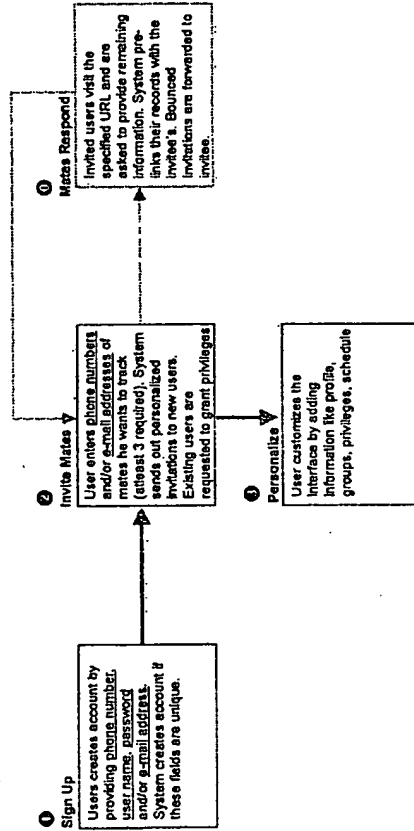 ❶
Sign Up
Users creates account by
providing phone number,
user name, password
and/or e-mail address.
System creates account if
these fields are unique.
❷
Invite Mates
User enters phone numbers
and/or e-mail addresses of
mates he wants to track
(atleast 3 required). System
sends out personalized
invitations to new users.
Existing users are
requested to grant privileges
❸
Personalize
User customizes the
interface by adding
information like profile,
groups, privileges, schedule
Mates Respond
Invited users visit the
specified URL and are
asked to provide remaining
information. System pre-
links their records with the
invitee's. Bounced
invitations are forwarded to
invitee.